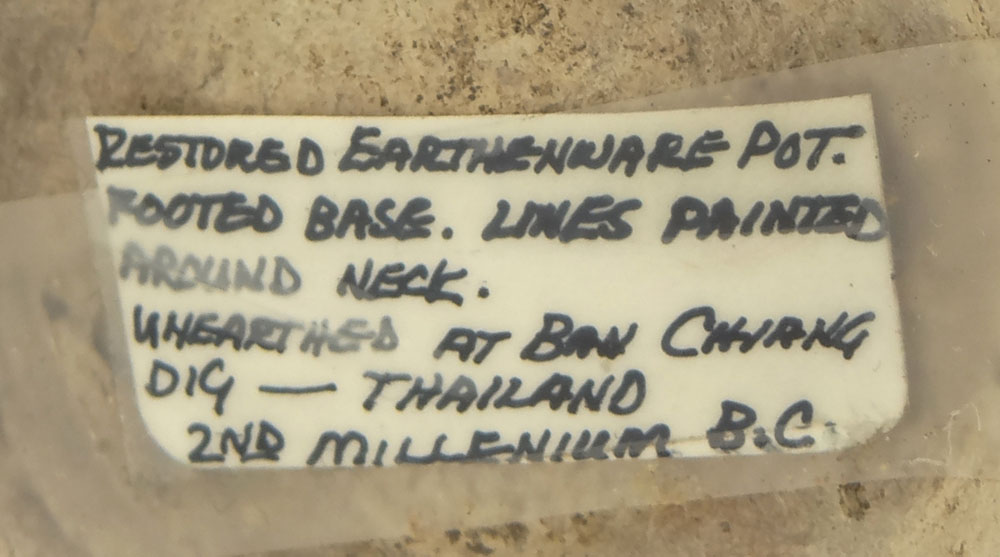 RESTORED EARTHENWARE POT.
FOOTED BASE. LINES PAINTED
AROUND NECK.
UNEARTHED AT BAN CHIANG
DIG — THAILAND
2ND MILLENIUM B.C.